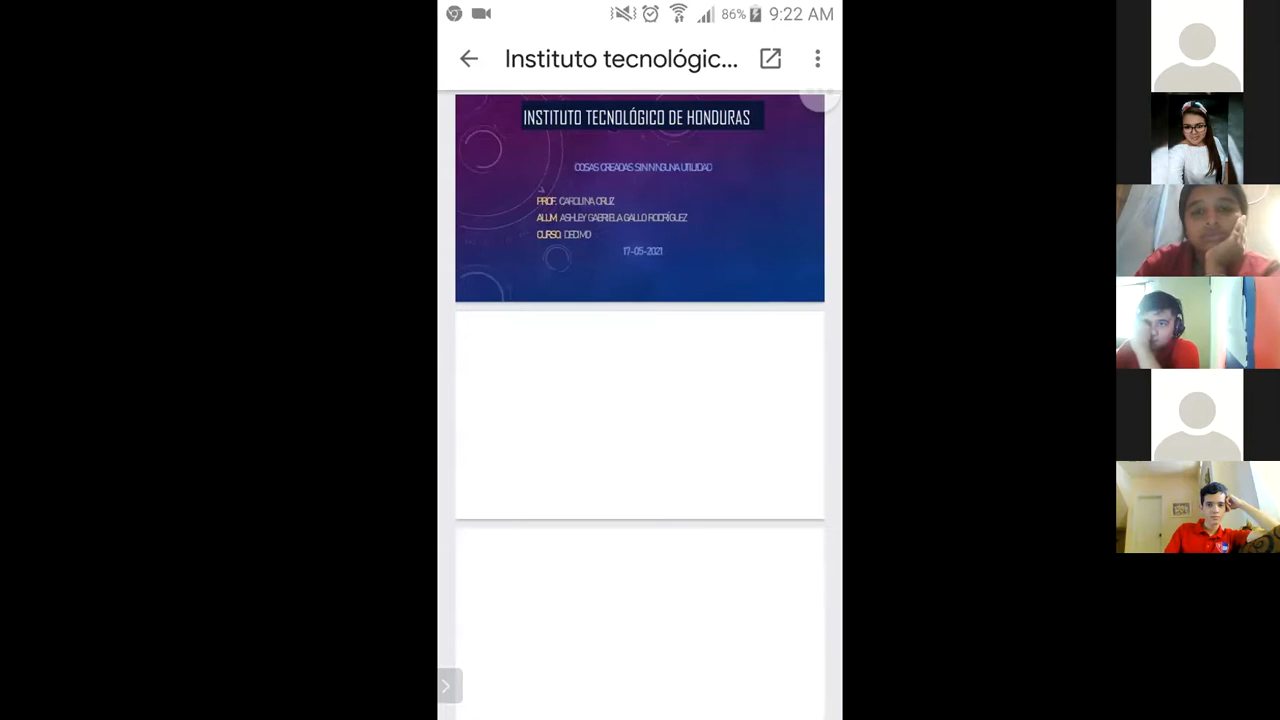 86% 9:22 AM
Instituto tecnológic...
INSTITUTO TECNOLÓGICO DE HONDURAS
COSAS CREADAS SIN NINGUNA UTILIDAD
PROF. CAROLINA CRUZ
ALUM. ASHLEY GABRIELA GALLO RODRÍGUEZ
CURSO. DECIMO
17-05-2021